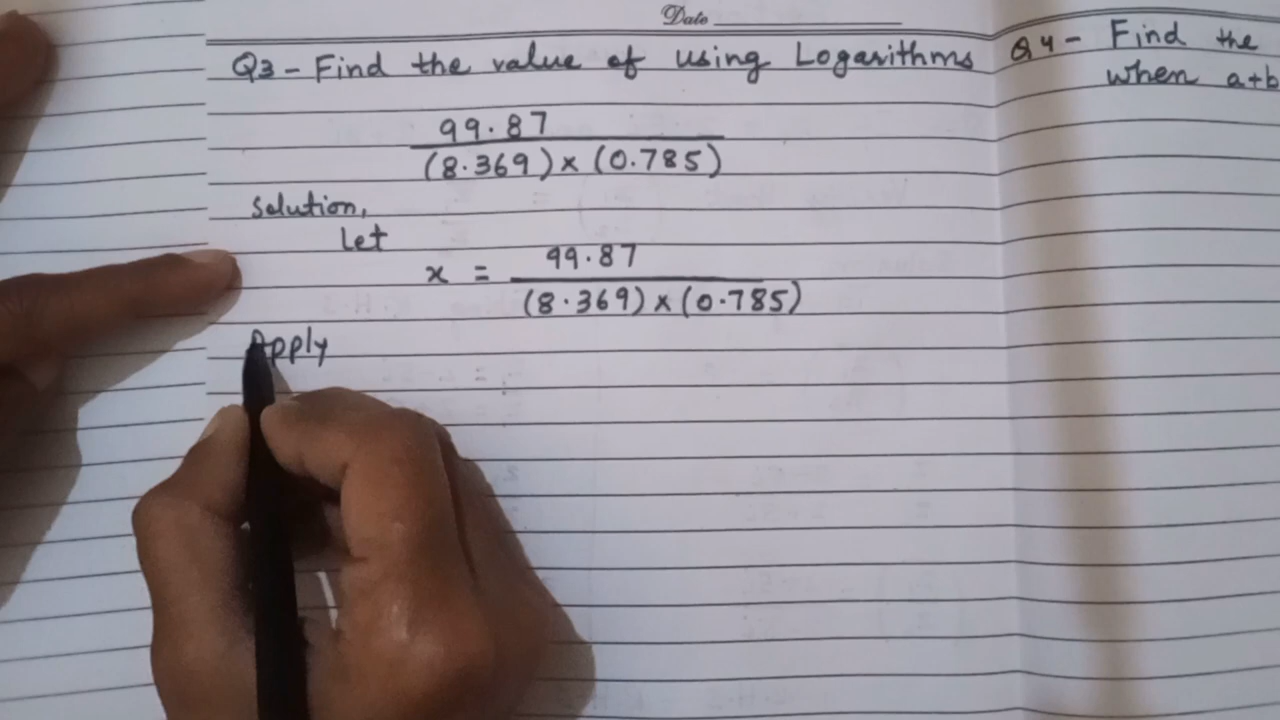 Date
Q3 - Find the value of using Logarithms
99.87
(8.369) × (0.785)
Solution,
Let
x = 99.87
(8.369) × (0.785)
Apply
Q4 - Find the
when a+b